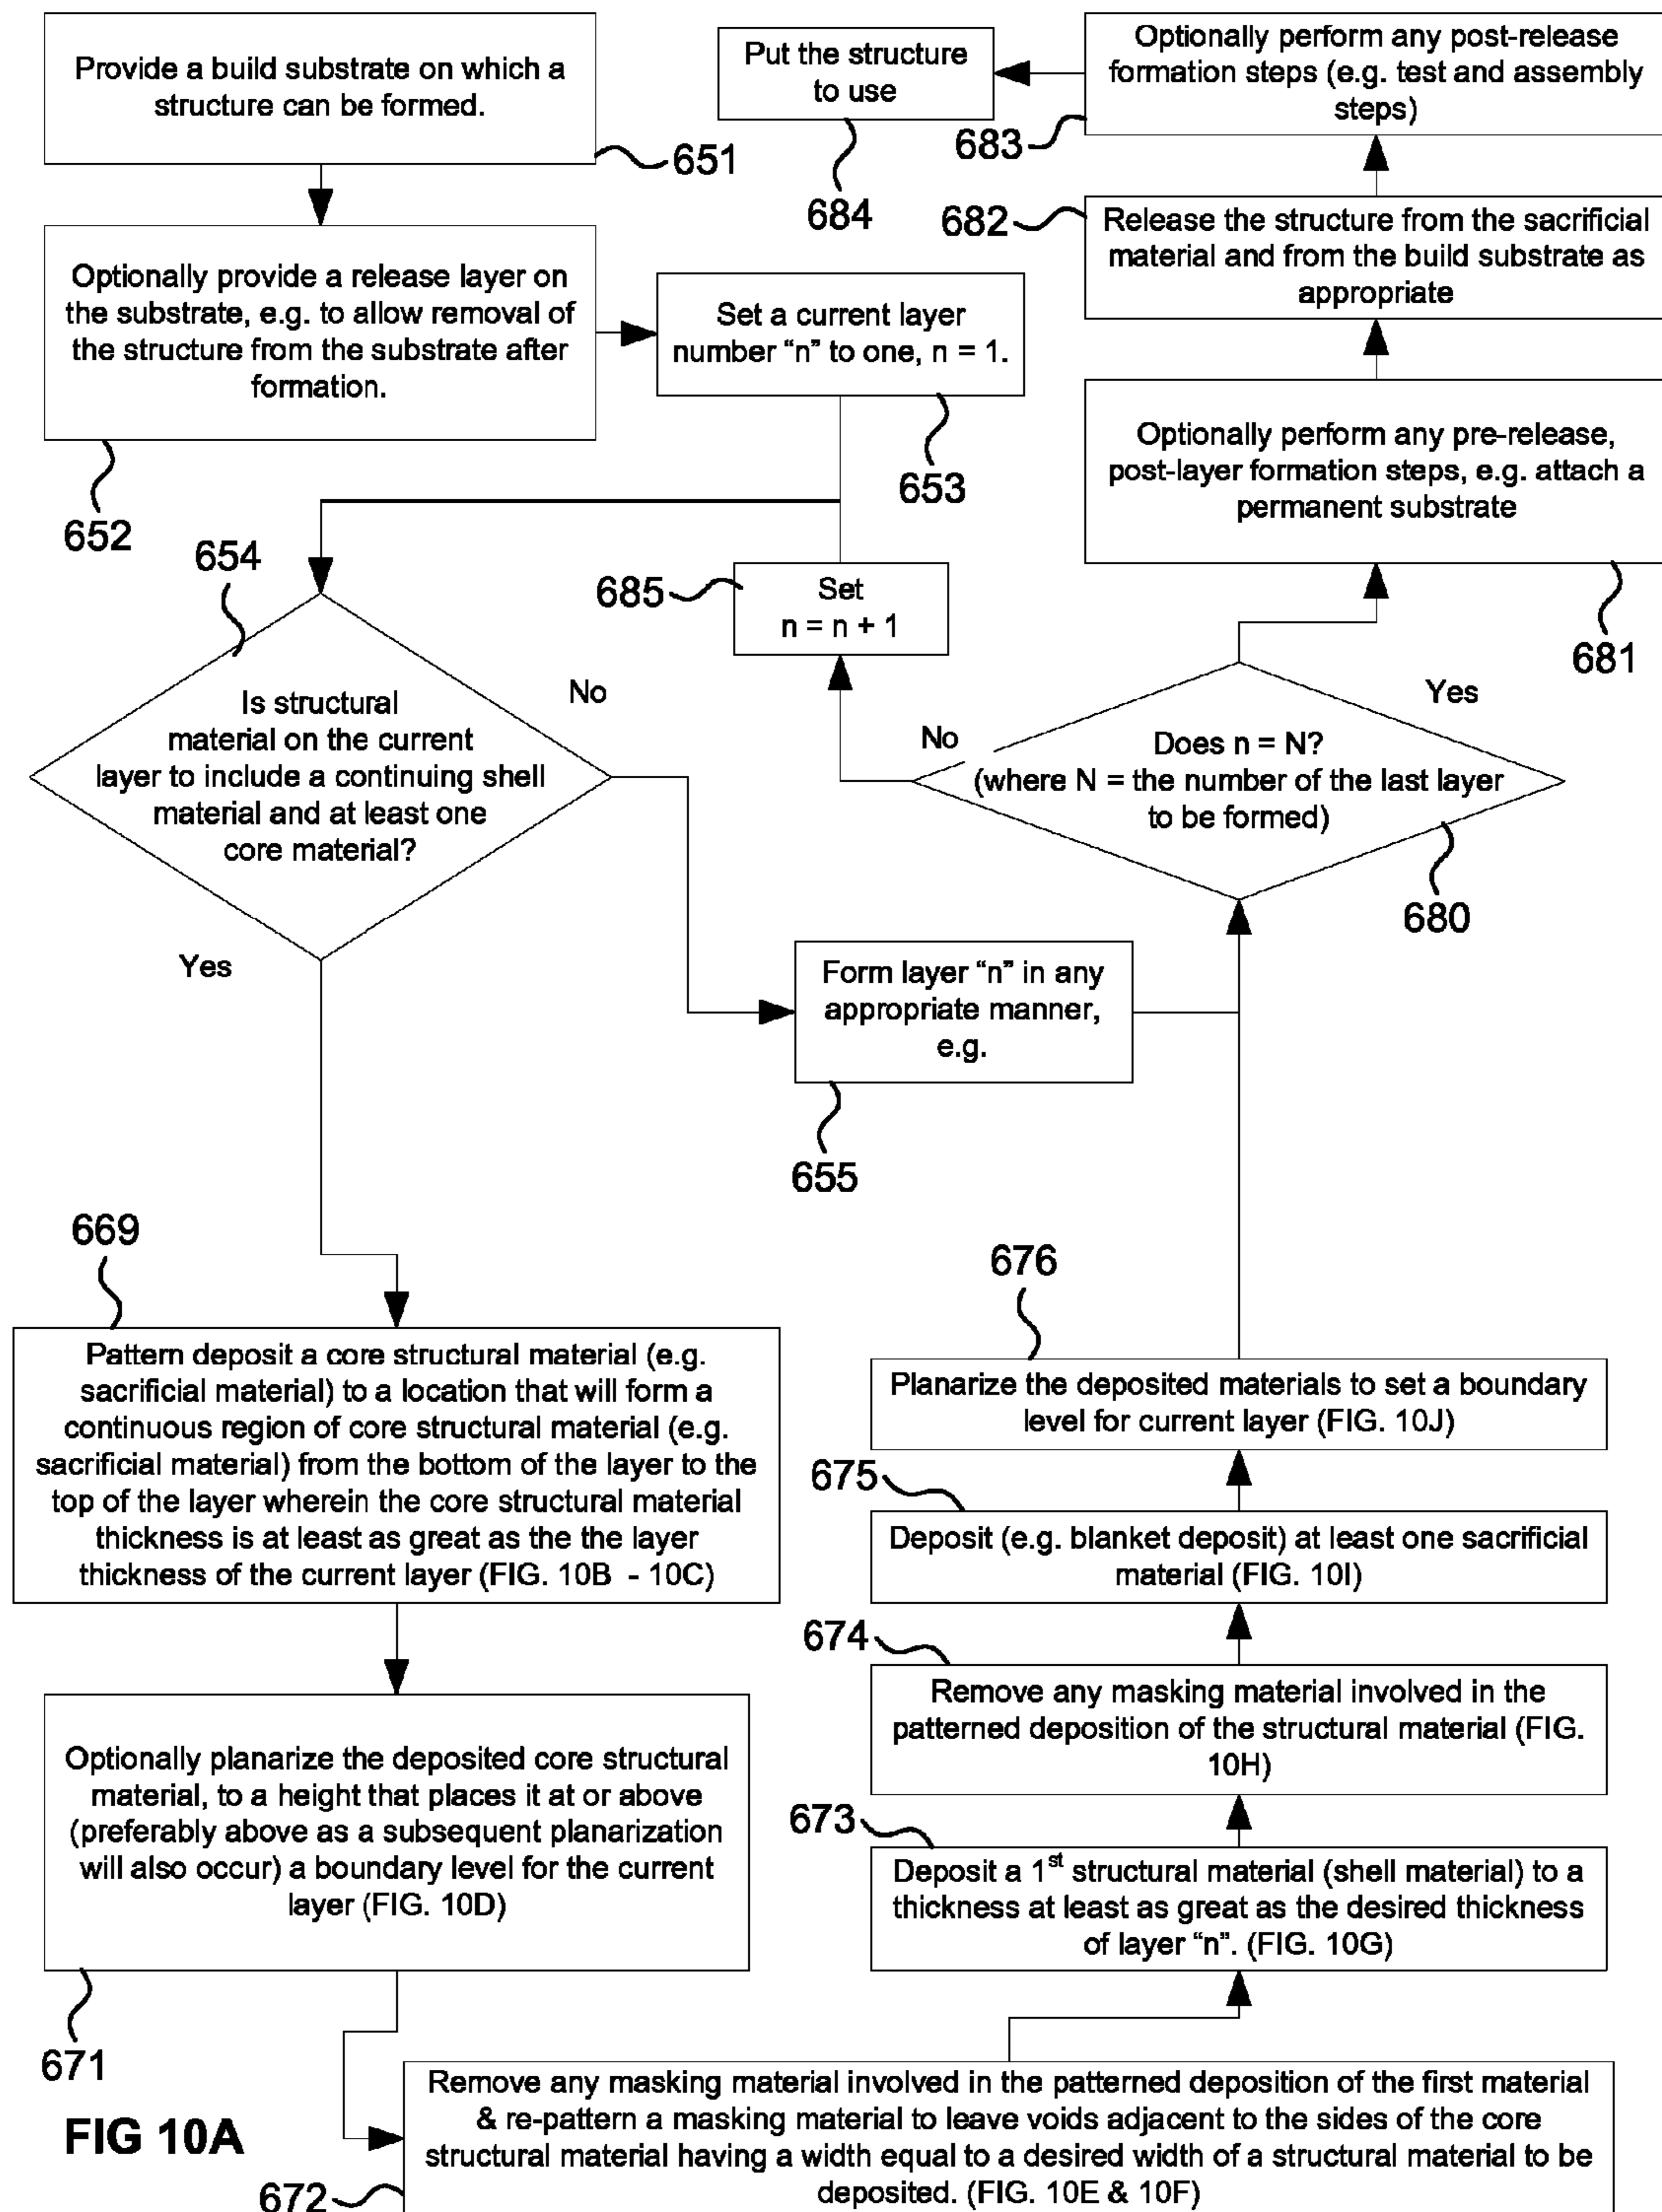 Provide a build substrate on which a
structure can be formed.
651
Optionally provide a release layer on
the substrate, e.g. to allow removal of
the structure from the substrate after
formation.
652
Set a current layer
number “n” to one, n = 1.
653
654
Is structural
material on the current
layer to include a continuing shell
material and at least one
core material?
No
Yes
Form layer “n” in any
appropriate manner,
e.g.
655
669
Pattern deposit a core structural material (e.g.
sacrificial material) to a location that will form a
continuous region of core structural material (e.g.
sacrificial material) from the bottom of the layer to the
top of the layer wherein the core structural material
thickness is at least as great as the the layer
thickness of the current layer (FIG. 10B - 10C)
Optionally planarize the deposited core structural
material, to a height that places it at or above
(preferably above as a subsequent planarization
will also occur) a boundary level for the current
layer (FIG. 10D)
671
Remove any masking material involved in the patterned deposition of the first material
& re-pattern a masking material to leave voids adjacent to the sides of the core
structural material having a width equal to a desired width of a structural material to be
deposited. (FIG. 10E & 10F)
672
673
Deposit a 1st structural material (shell material) to a
thickness at least as great as the desired thickness
of layer “n”. (FIG. 10G)
674
Remove any masking material involved in the
patterned deposition of the structural material (FIG.
10H)
675
Deposit (e.g. blanket deposit) at least one sacrificial
material (FIG. 10I)
676
Planarize the deposited materials to set a boundary
level for current layer (FIG. 10J)
Does n = N?
(where N = the number of the last layer
to be formed)
680
No
Yes
685
Set
n = n + 1
Optionally perform any pre-release,
post-layer formation steps, e.g. attach a
permanent substrate
681
682
Release the structure from the sacrificial
material and from the build substrate as
appropriate
683
Optionally perform any post-release
formation steps (e.g. test and assembly
steps)
Put the structure
to use
684
FIG 10A